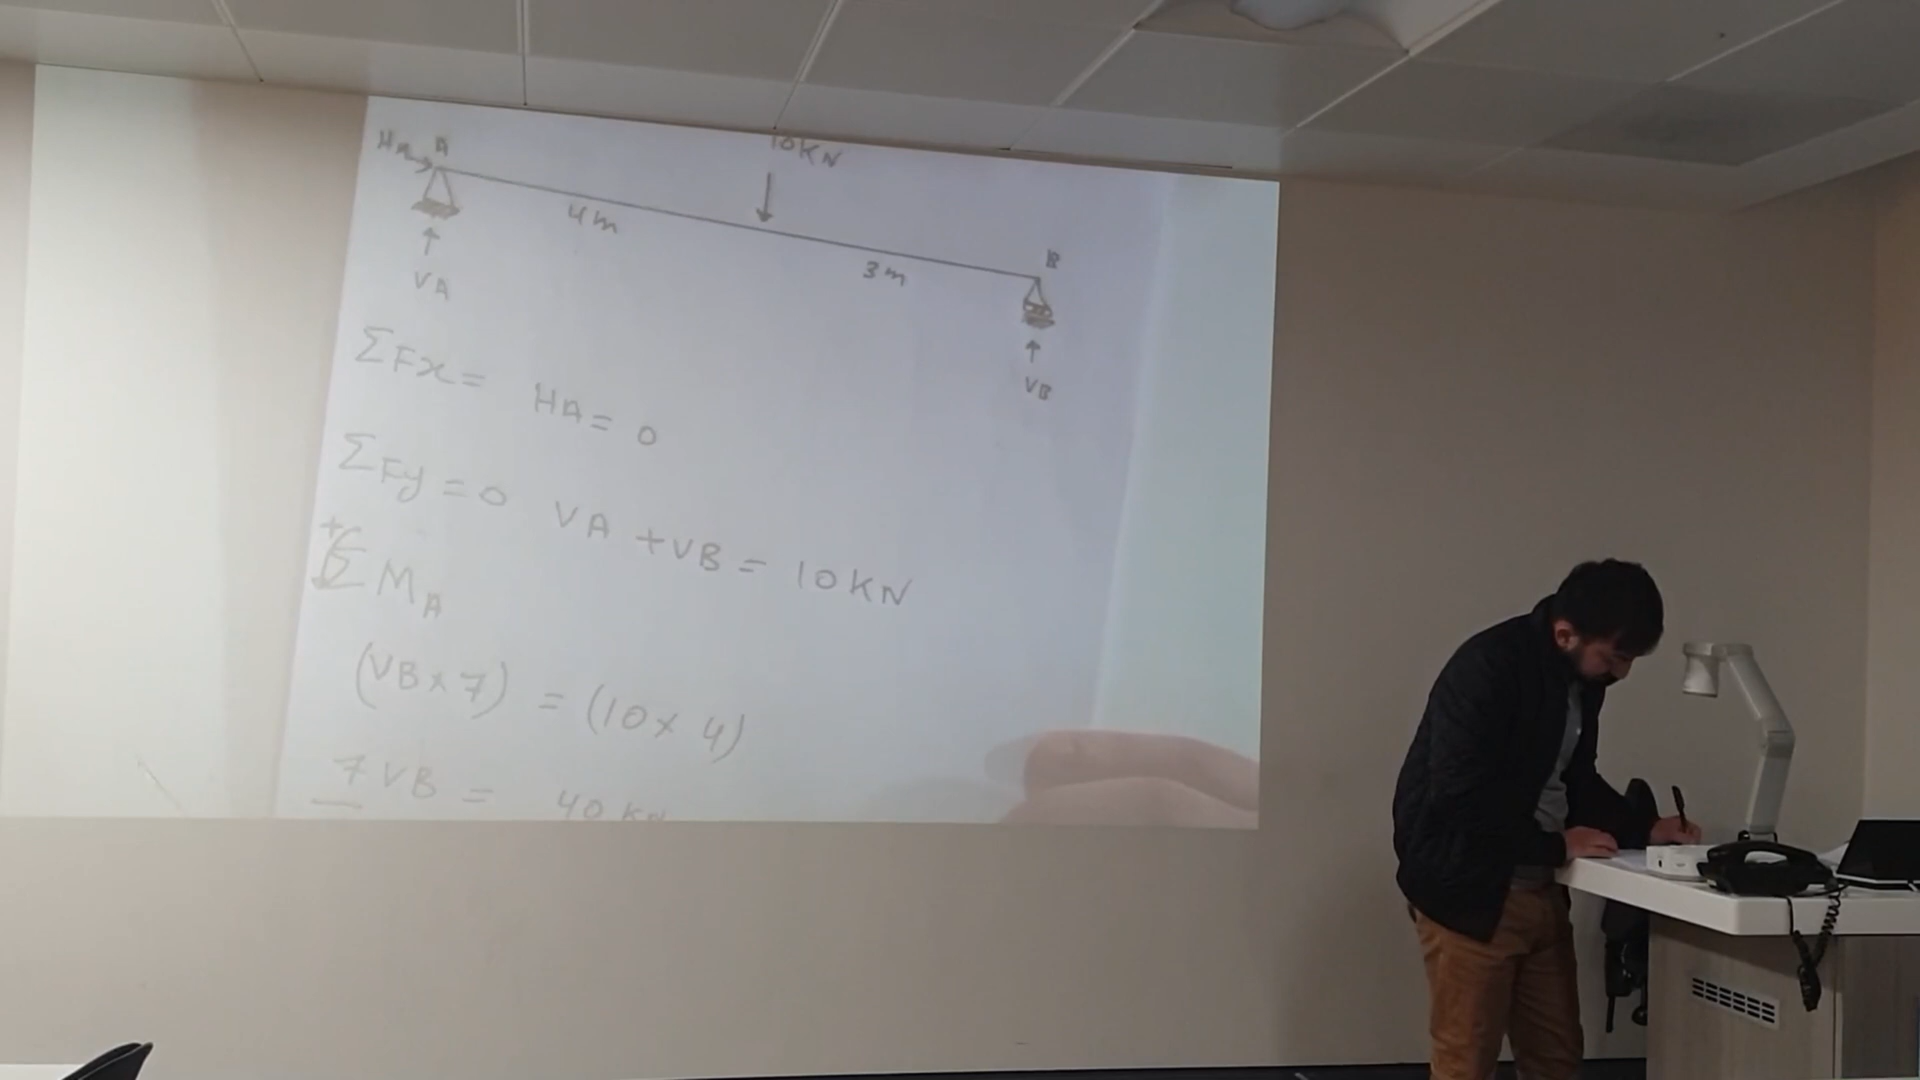 HA A 10KN
4m
3m B
VA
VB
ΣFx= HA= 0
ΣFy=0 VA +VB= 10KN
+ΣMA
(VB×7) = (10×4)
7VB = 40 KN